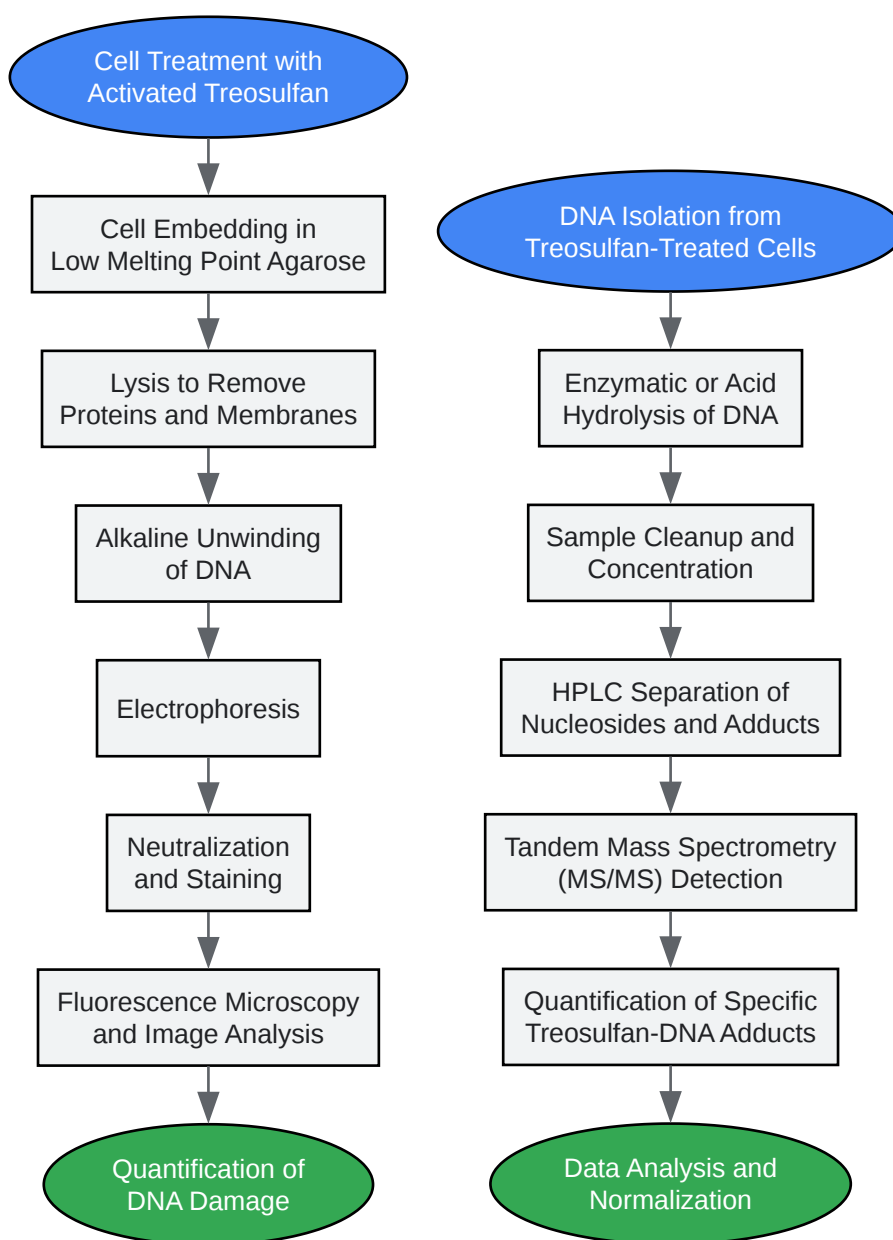 Cell Treatment with
Activated Treosulfan
Cell Embedding in
Low Melting Point Agarose
Lysis to Remove
Proteins and Membranes
Alkaline Unwinding
of DNA
Electrophoresis
Neutralization
and Staining
Fluorescence Microscopy
and Image Analysis
Quantification of
DNA Damage
DNA Isolation from
Treosulfan-Treated Cells
Enzymatic or Acid
Hydrolysis of DNA
Sample Cleanup and
Concentration
HPLC Separation of
Nucleosides and Adducts
Tandem Mass Spectrometry
(MS/MS) Detection
Quantification of Specific
Treosulfan-DNA Adducts
Data Analysis and
Normalization